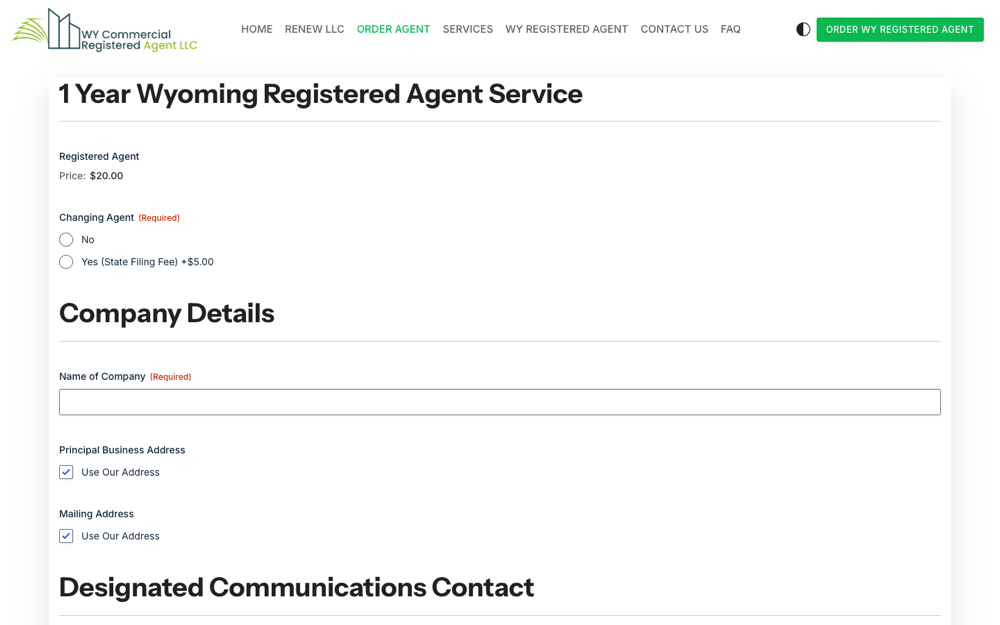 WY Commercial
Registered Agent LLC
HOME RENEW LLC ORDER AGENT SERVICES WY REGISTERED AGENT CONTACT US FAQ
ORDER WY REGISTERED AGENT
1 Year Wyoming Registered Agent Service
Registered Agent
Price: $20.00
Changing Agent (Required)
No
Yes (State Filing Fee) +$5.00
Company Details
Name of Company (Required)
Principal Business Address
Use Our Address
Mailing Address
Use Our Address
Designated Communications Contact